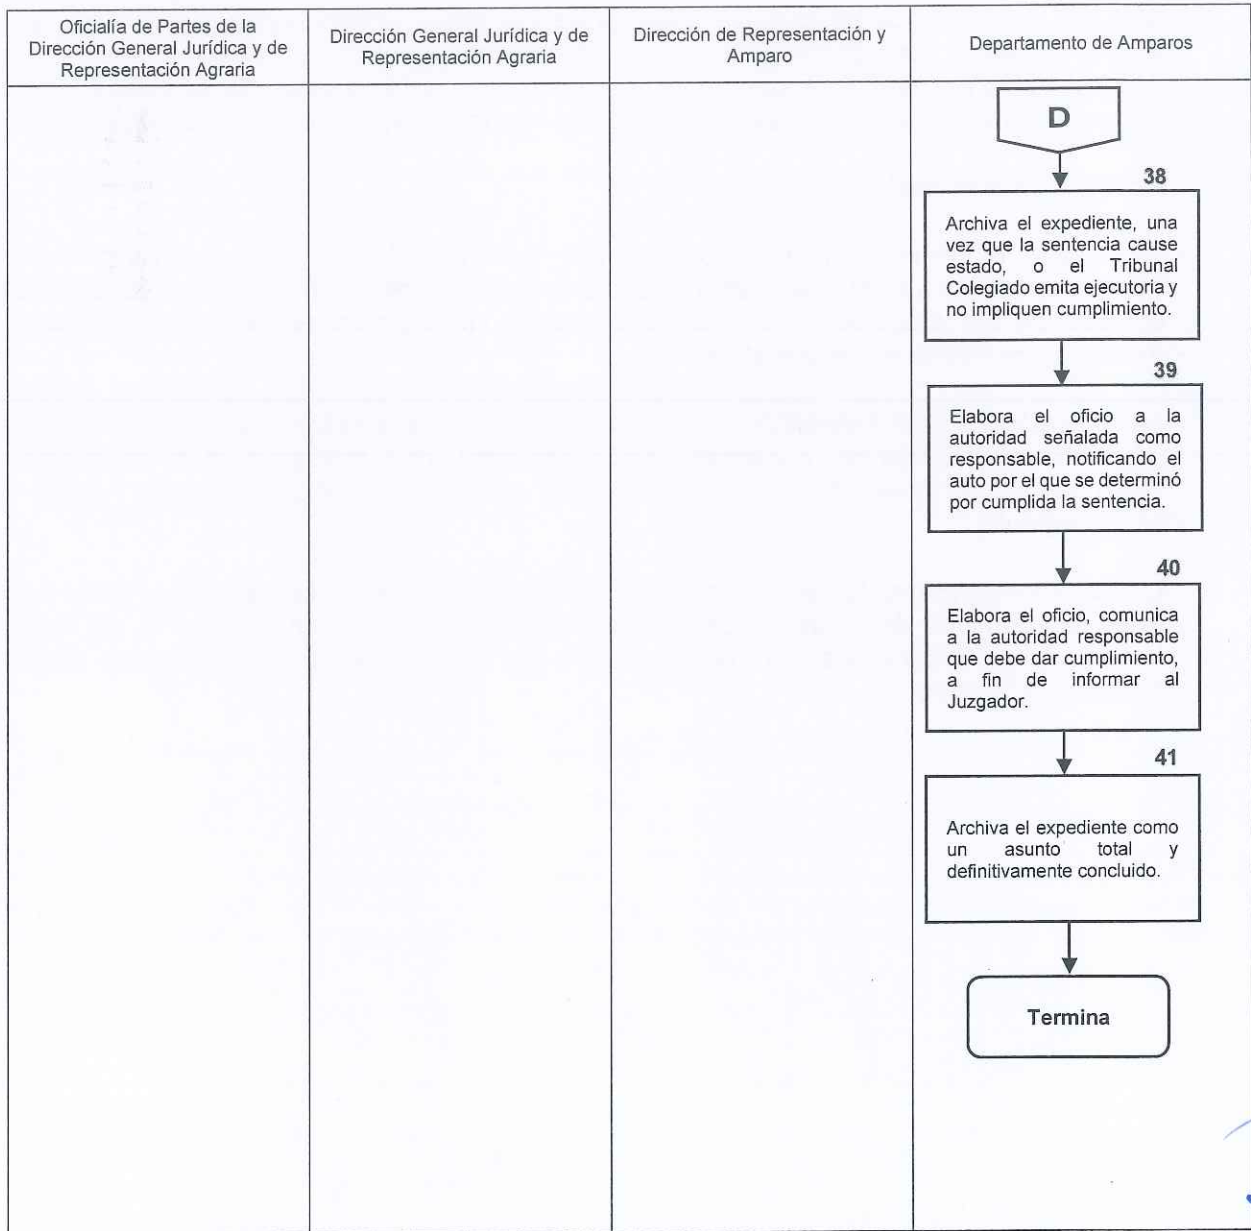 Oficialía de Partes de la
Dirección General Jurídica y de
Representación Agraria
Dirección General Jurídica y de
Representación Agraria
Dirección de Representación y
Amparo
Departamento de Amparos
D
38
Archiva el expediente, una
vez que la sentencia cause
estado, o el Tribunal
Colegiado emita ejecutoria y
no impliquen cumplimiento.
39
Elabora el oficio a la
autoridad señalada como
responsable, notificando el
auto por el que se determinó
por cumplida la sentencia.
40
Elabora el oficio, comunica
a la autoridad responsable
que debe dar cumplimiento,
a fin de informar al
Juzgador.
41
Archiva el expediente como
un asunto total y
definitivamente concluido.
Termina